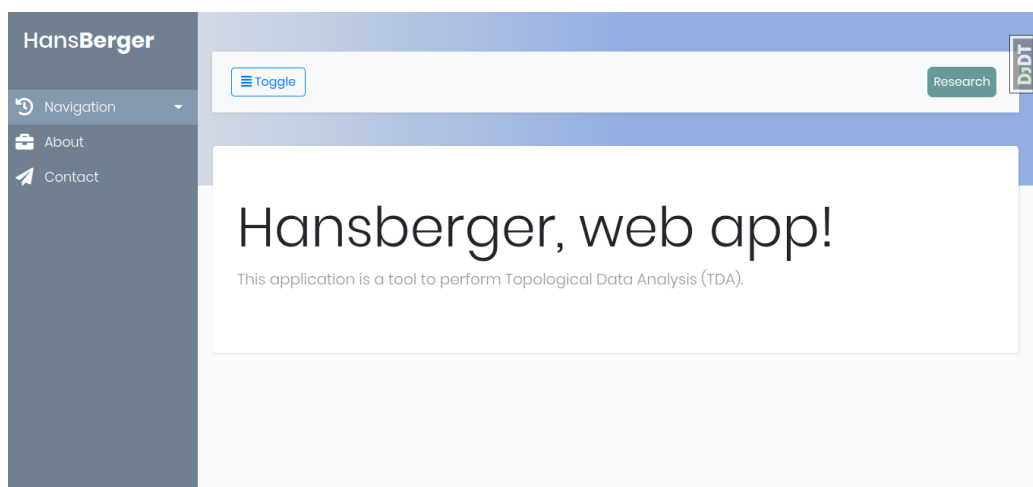 HansBerger
Navigation
About
Contact
Toggle
Research
DjDT
Hansberger, web app!
This application is a tool to perform Topological Data Analysis (TDA).